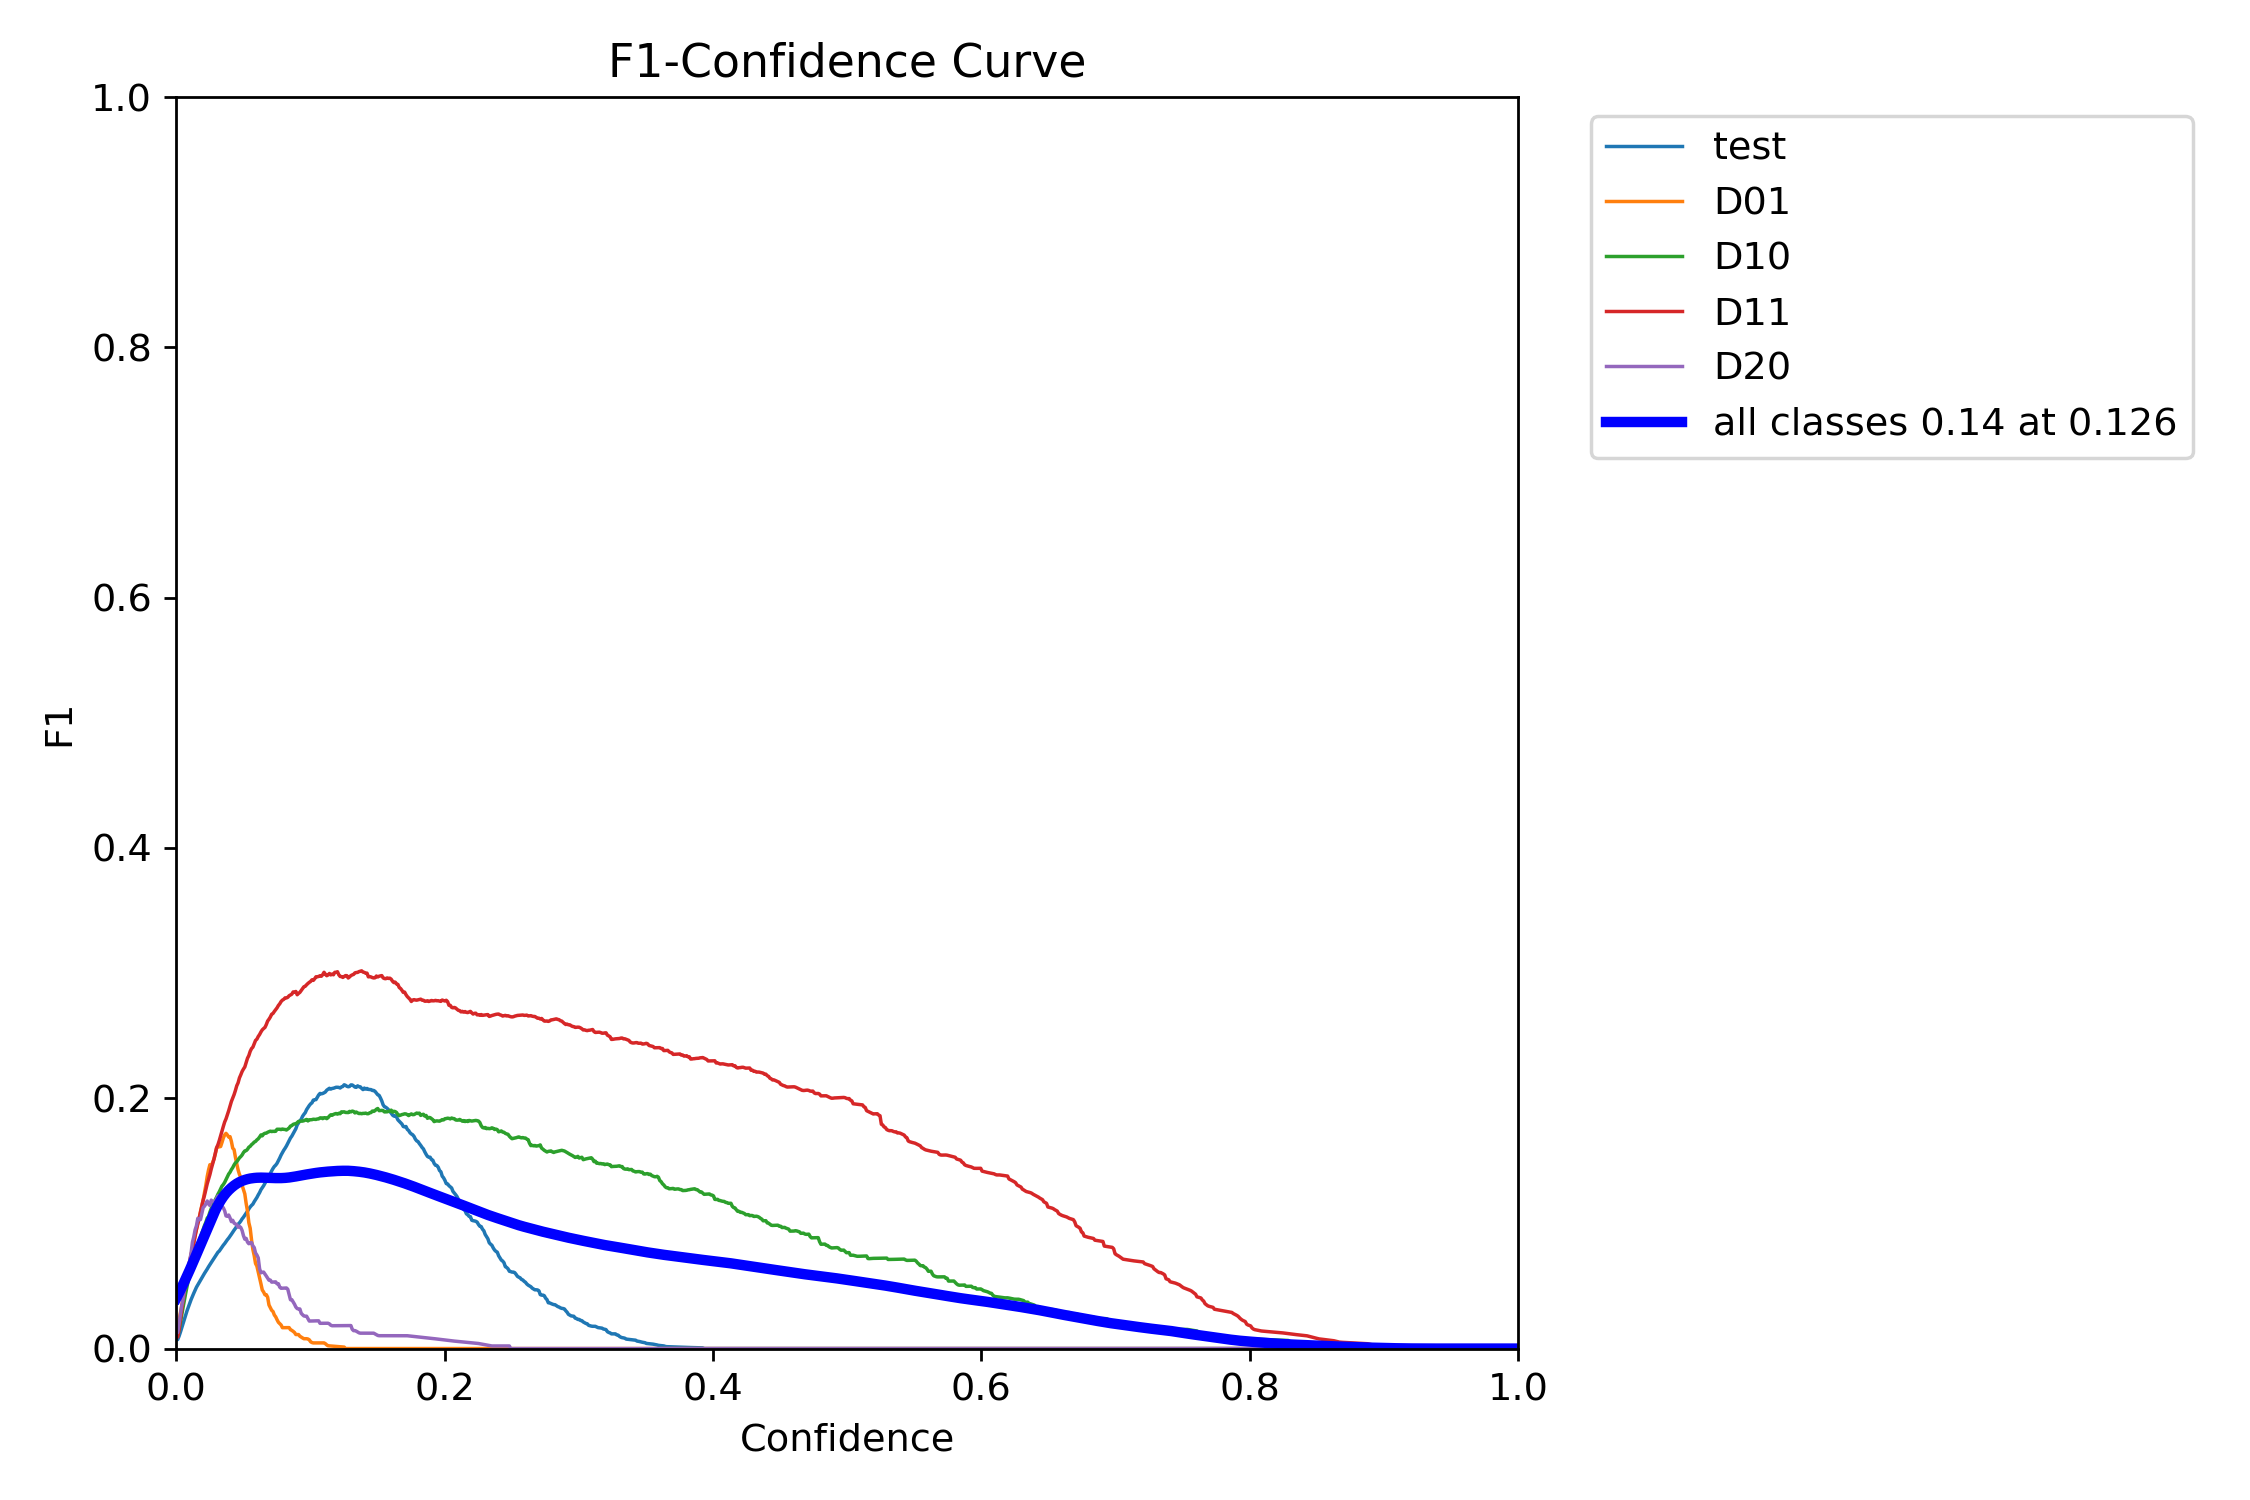 F1-Confidence Curve
1.0
0.8
0.6
0.4
0.2
0.0
F1
0.0 0.2 0.4 0.6 0.8 1.0
Confidence
test
D01
D10
D11
D20
all classes 0.14 at 0.126